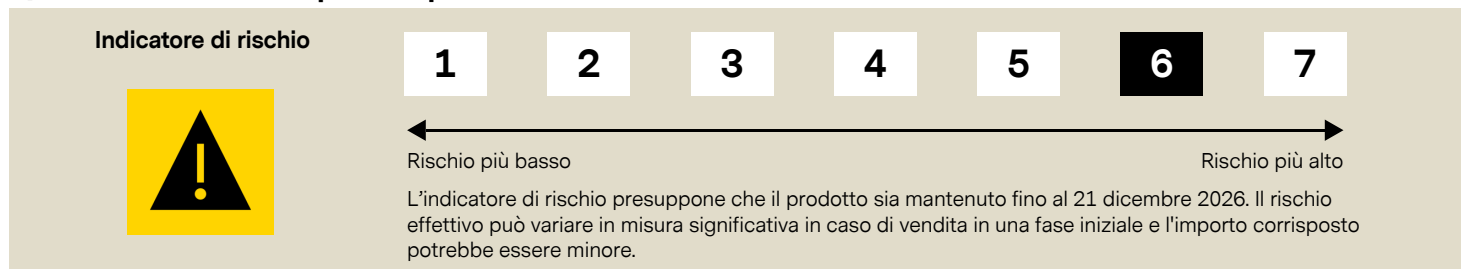 Indicatore di rischio
1 2 3 4 5 6 7
Rischio più basso Rischio più alto
L'indicatore di rischio presuppone che il prodotto sia mantenuto fino al 21 dicembre 2026. Il rischio
effettivo può variare in misura significativa in caso di vendita in una fase iniziale e l'importo corrisposto
potrebbe essere minore.